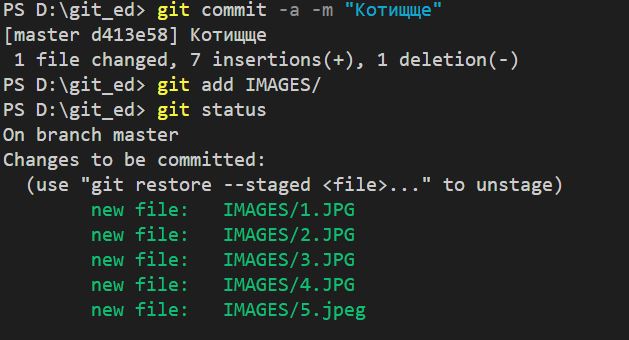 PS D:\git_ed> git commit -a -m "Котищще"
[master d413e58] Котищще
 1 file changed, 7 insertions(+), 1 deletion(-)
PS D:\git_ed> git add IMAGES/
PS D:\git_ed> git status
On branch master
Changes to be committed:
  (use "git restore --staged <file>..." to unstage)
        new file:   IMAGES/1.JPG
        new file:   IMAGES/2.JPG
        new file:   IMAGES/3.JPG
        new file:   IMAGES/4.JPG
        new file:   IMAGES/5.jpeg